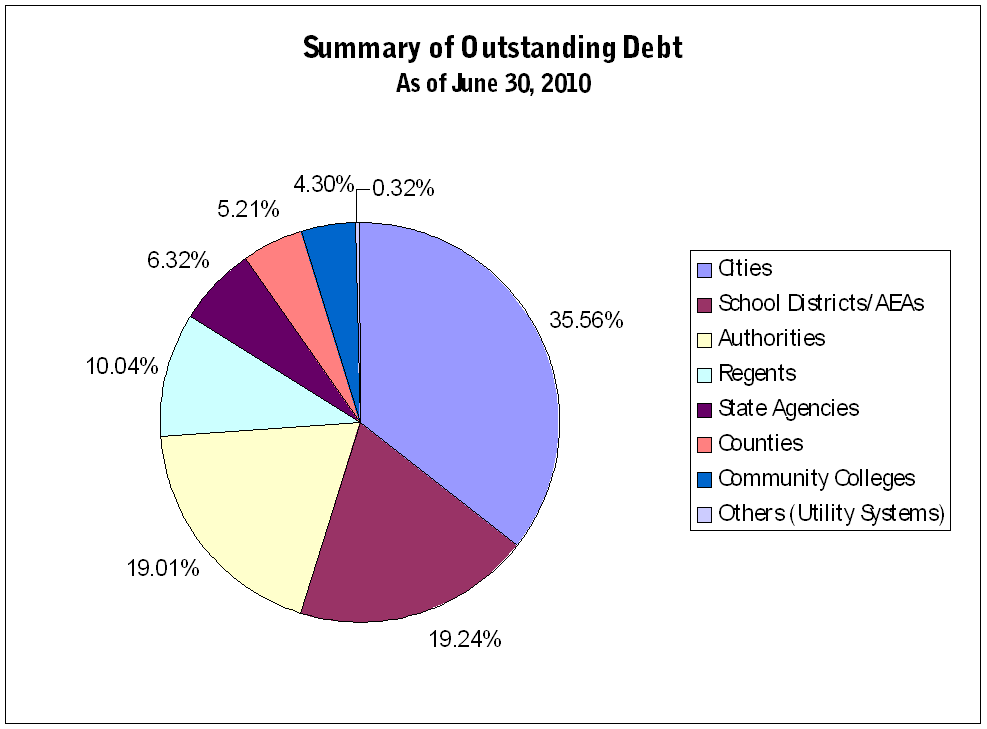 Summary of Outstanding Debt
As of June 30, 2010
4.30%
0.32%
5.21%
6.32%
35.56%
10.04%
19.01%
19.24%
Cities
School Districts/AEAs
Authorities
Regents
State Agencies
Counties
Community Colleges
Others (Utility Systems)